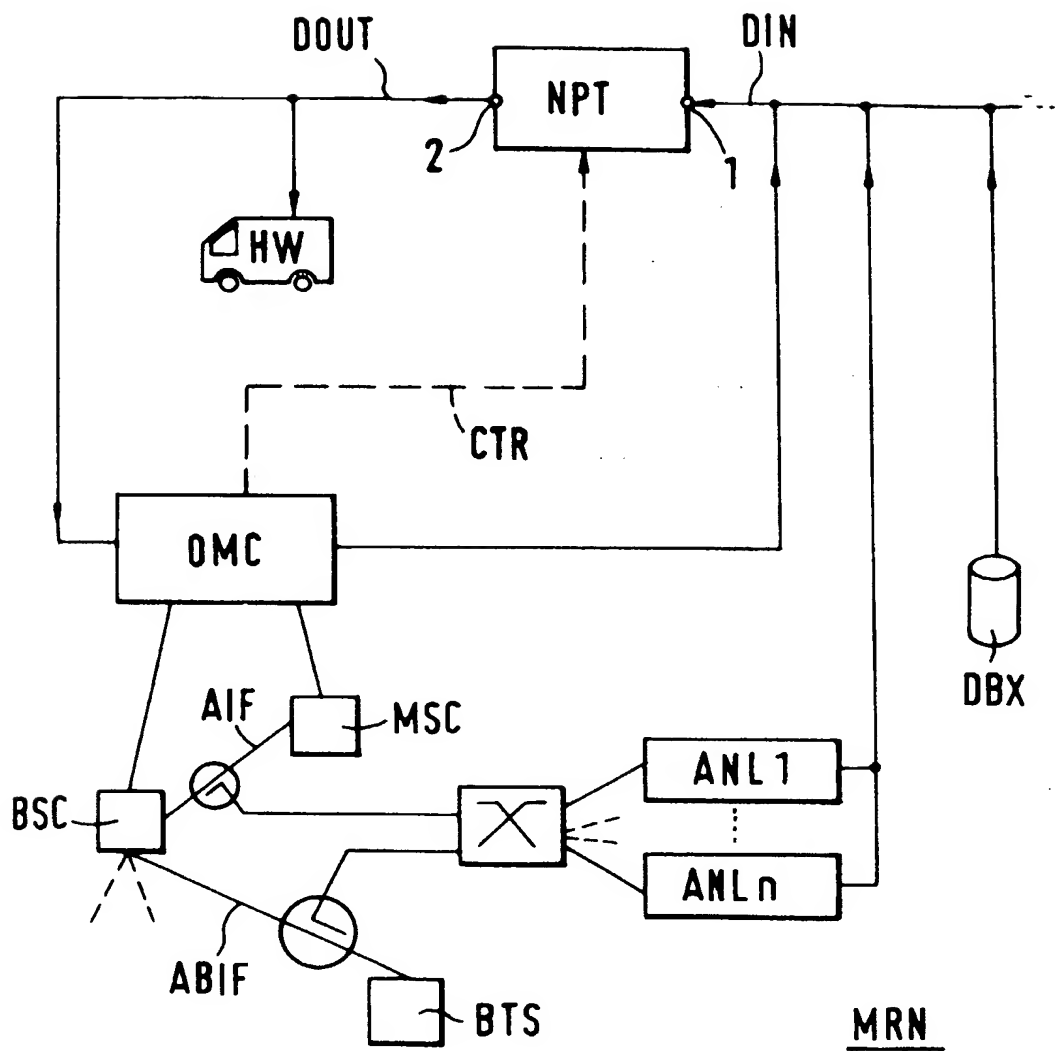 DOUT
DIN
NPT
2
1
HW
CTR
OMC
DBX
AIF
MSC
ANL1
BSC
ANLn
ABIF
BTS
MRN